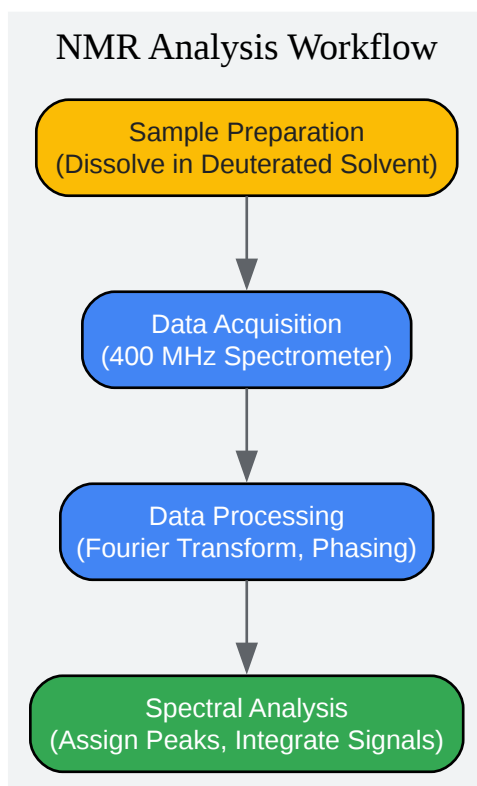 NMR Analysis Workflow
Sample Preparation
(Dissolve in Deuterated Solvent)
Data Acquisition
(400 MHz Spectrometer)
Data Processing
(Fourier Transform, Phasing)
Spectral Analysis
(Assign Peaks, Integrate Signals)